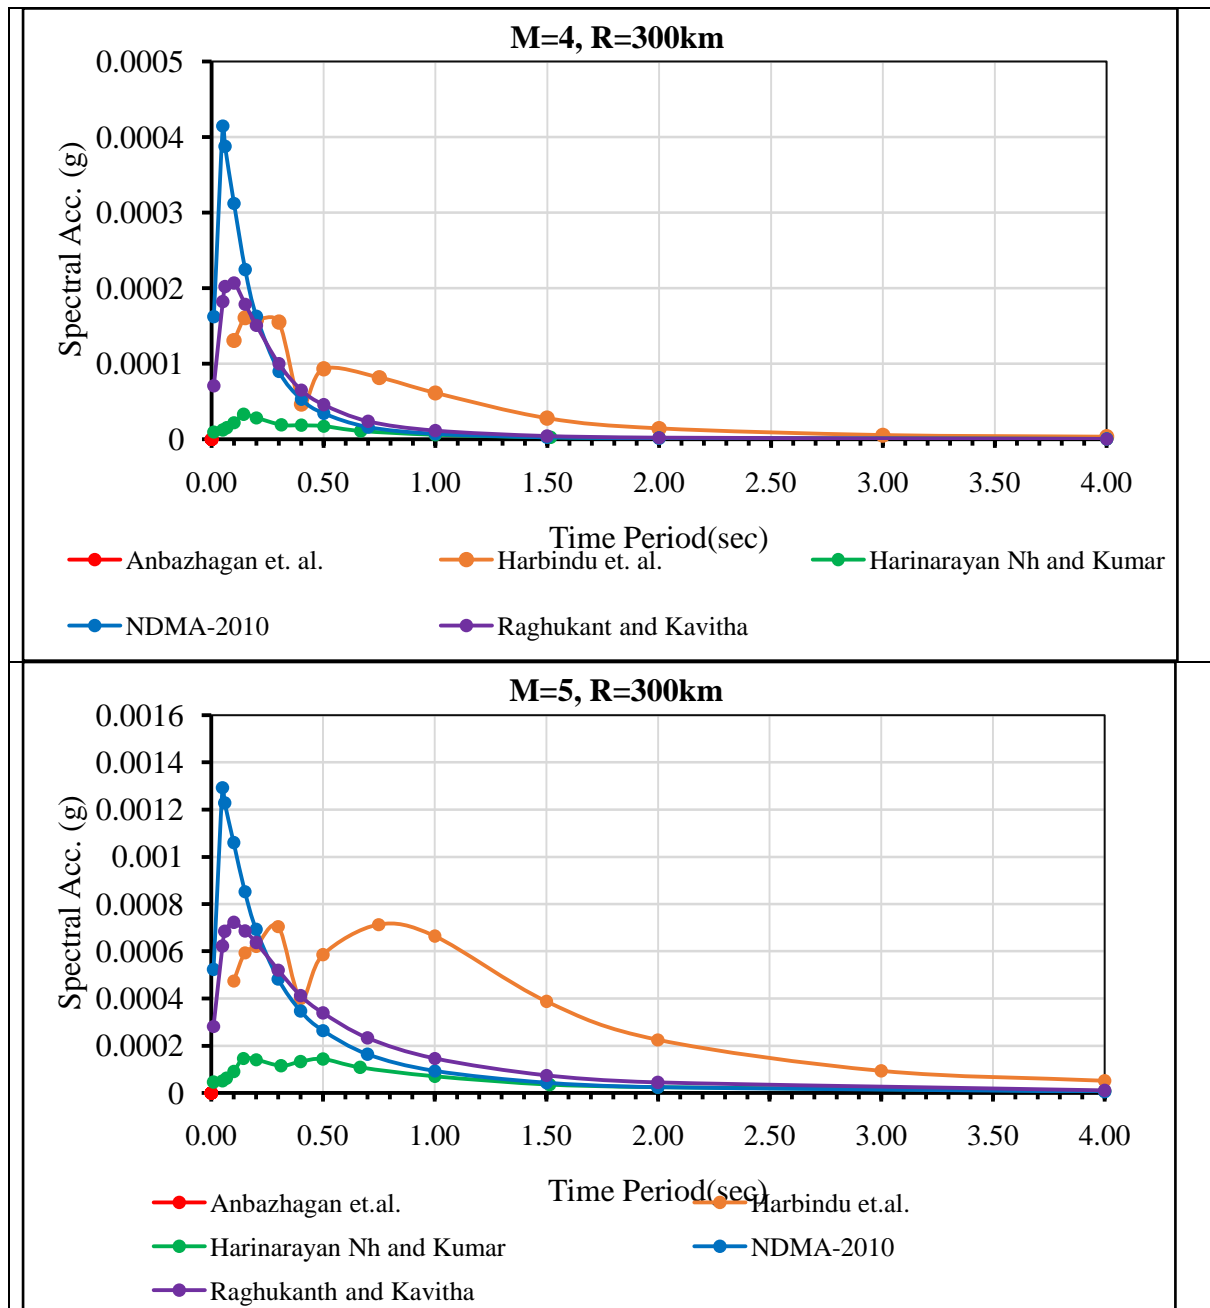 M=4, R=300km
0.0005
0.0004
0.0003
0.0002
0.0001
0
Spectral Acc. (g)
0.00 0.50 1.00 1.50 2.00 2.50 3.00 3.50 4.00
Time Period(sec)
Anbazhagan et. al. Harbindu et. al. Harinarayan Nh and Kumar
NDMA-2010 Raghukant and Kavitha
M=5, R=300km
0.0016
0.0014
0.0012
0.001
0.0008
0.0006
0.0004
0.0002
0
Spectral Acc. (g)
0.00 0.50 1.00 1.50 2.00 2.50 3.00 3.50 4.00
Time Period(sec)
Anbazhagan et.al. Harbindu et.al.
Harinarayan Nh and Kumar NDMA-2010
Raghukanth and Kavitha